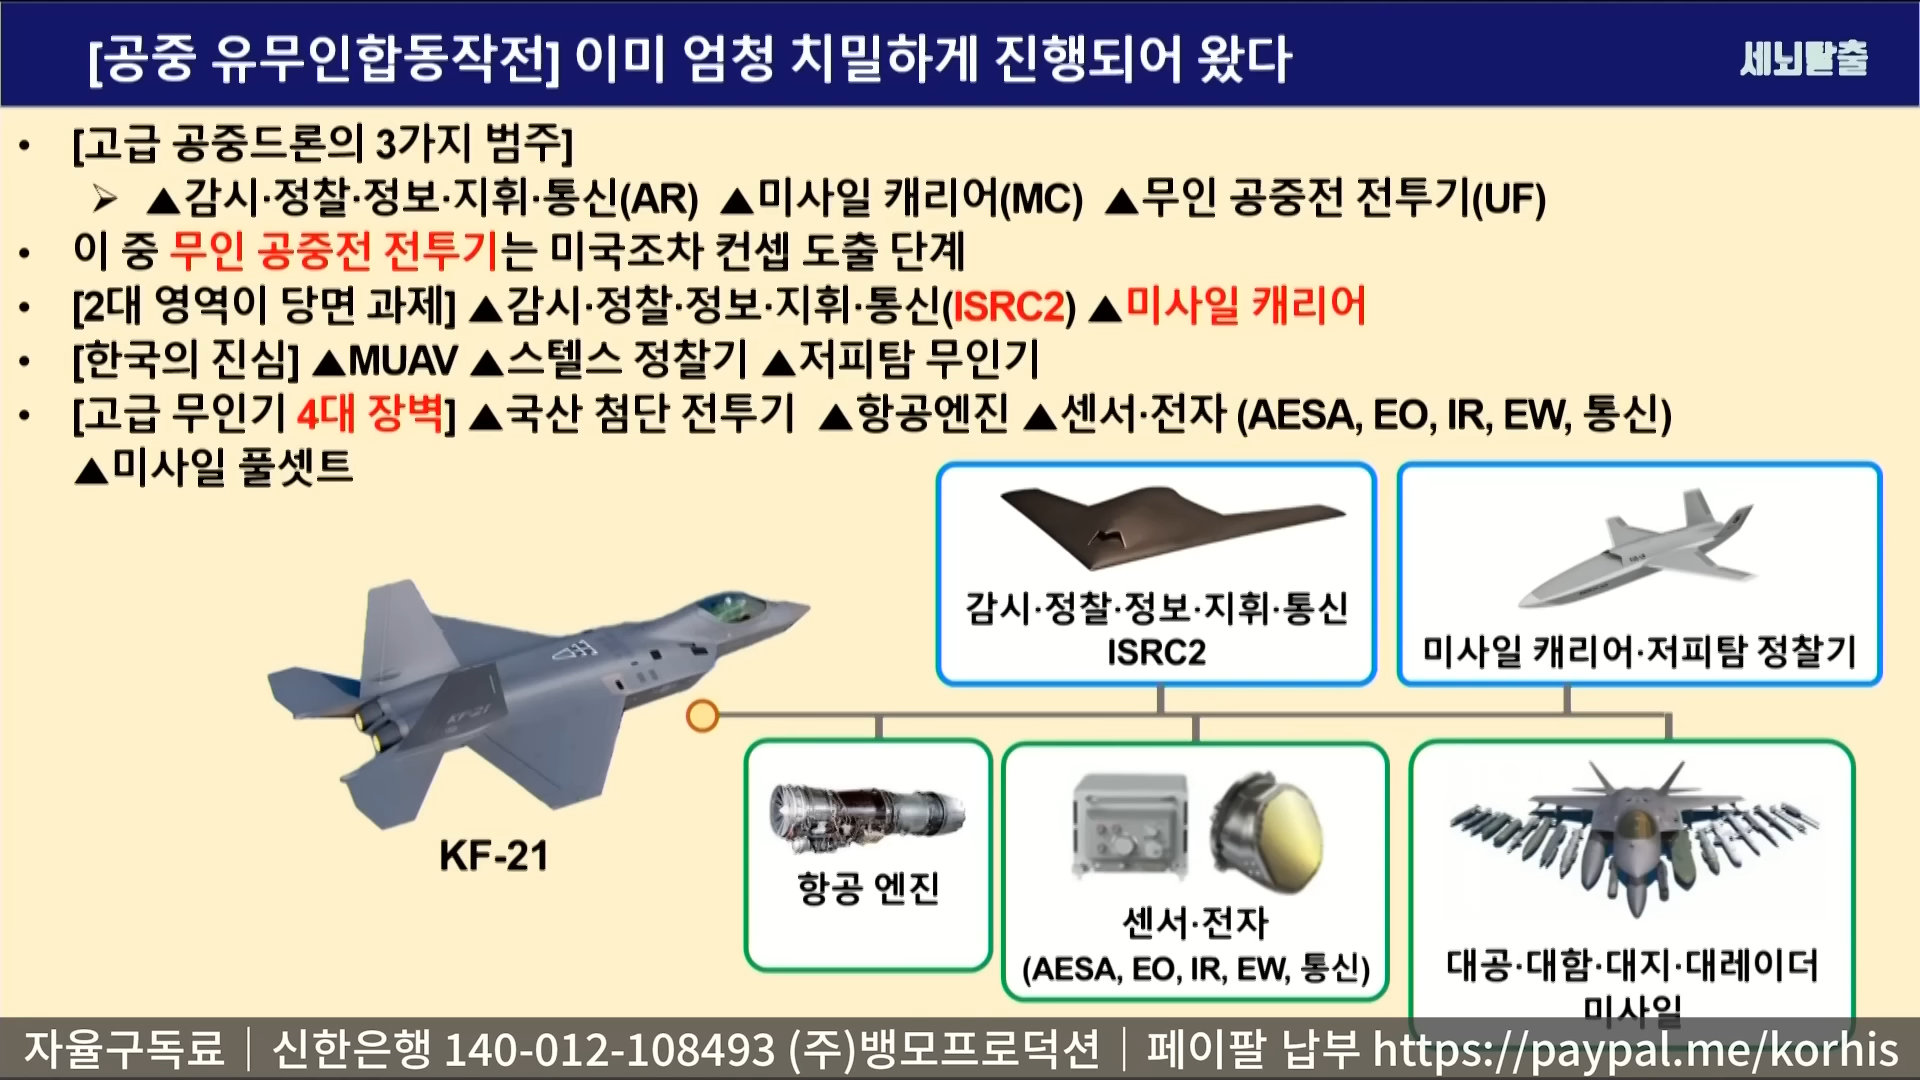 [공중 유무인합동작전] 이미 엄청 치밀하게 진행되어 왔다
세뇌탈출
• [고급 공중드론의 3가지 범주]
➢ ▲감시·정찰·정보·지휘·통신(AR) ▲미사일 캐리어(MC) ▲무인 공중전 전투기(UF)
• 이 중 무인 공중전 전투기는 미국조차 컨셉 도출 단계
• [2대 영역이 당면 과제] ▲감시·정찰·정보·지휘·통신(ISRC2) ▲미사일 캐리어
• [한국의 진심] ▲MUAV ▲스텔스 정찰기 ▲저피탐 무인기
• [고급 무인기 4대 장벽] ▲국산 첨단 전투기 ▲항공엔진 ▲센서·전자 (AESA, EO, IR, EW, 통신)
▲미사일 풀셋트
감시·정찰·정보·지휘·통신
ISRC2
미사일 캐리어·저피탐 정찰기
KF-21
KF-21
항공 엔진
센서·전자
(AESA, EO, IR, EW, 통신)
대공·대함·대지·대레이더
미사일
자율구독료│신한은행 140-012-108493 (주)뱅모프로덕션│페이팔 납부 https://paypal.me/korhis